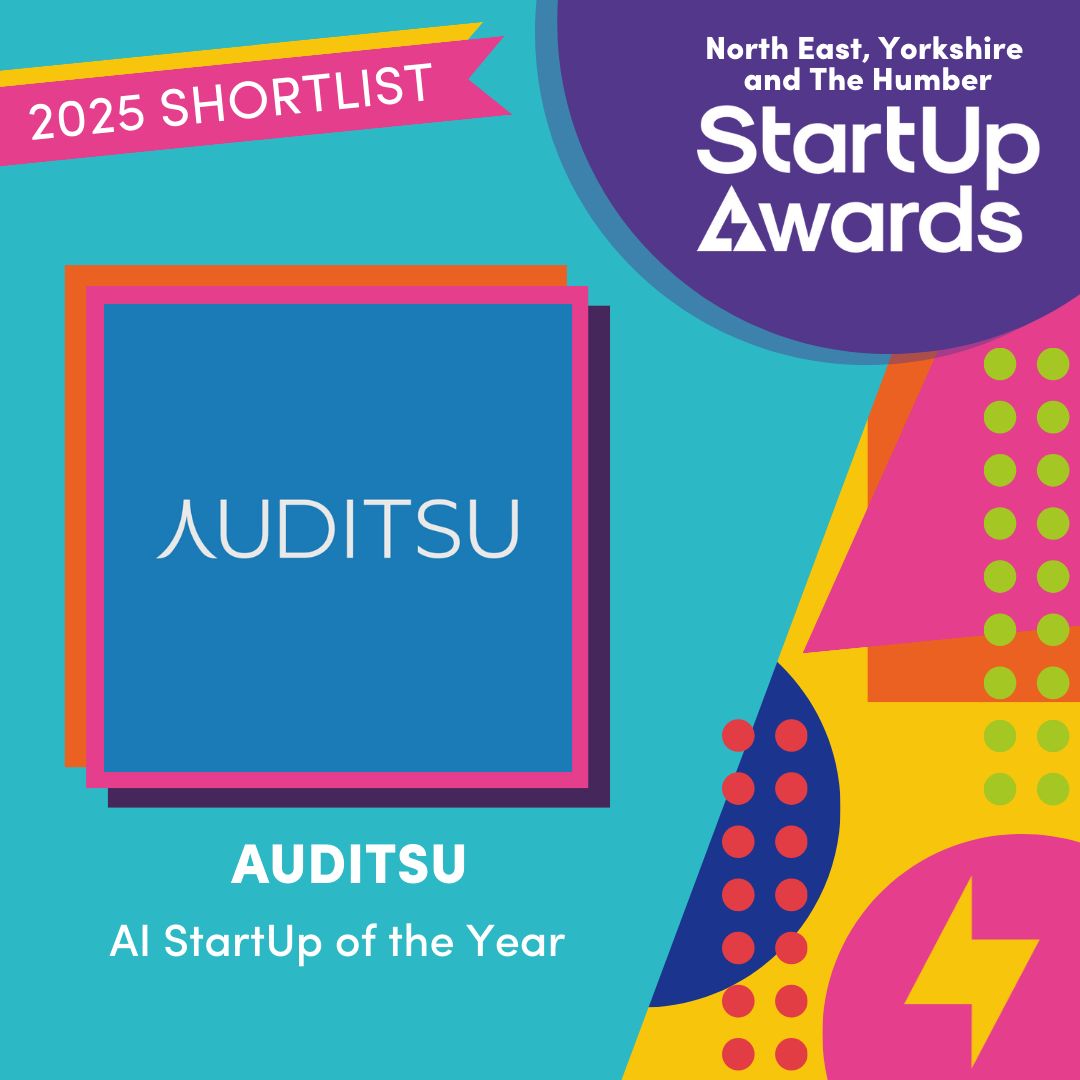 2025 SHORTLIST
North East, Yorkshire
and The Humber
StartUp
Awards
AUDITSU
AUDITSU
AI StartUp of the Year